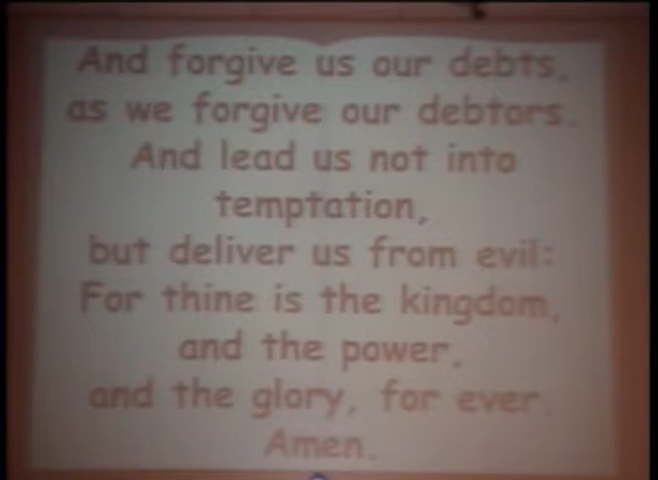 And forgive us our debts,
as we forgive our debtors.
And lead us not into
temptation,
but deliver us from evil:
For thine is the kingdom,
and the power,
and the glory, for ever.
Amen.